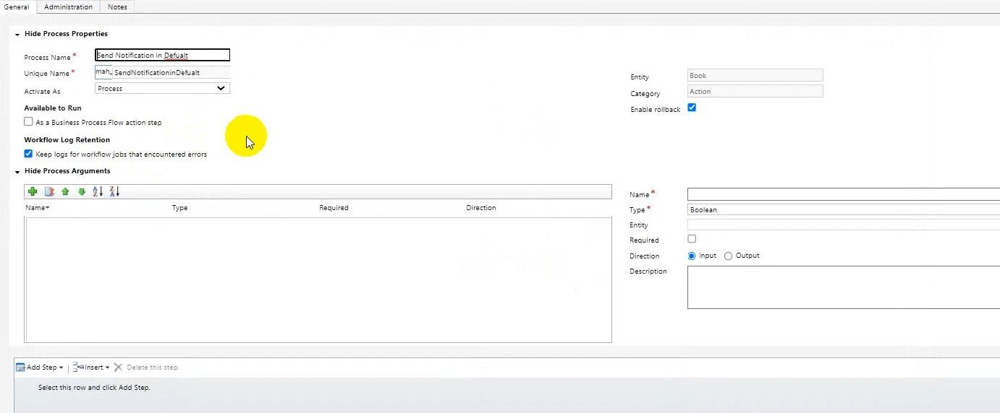 General Administration Notes
Hide Process Properties
Process Name * Send Notification in Defualt
Unique Name * mah_ SendNotificationinDefualt
Activate As Process
Available to Run
As a Business Process Flow action step
Workflow Log Retention
Keep logs for workflow jobs that encountered errors
Entity Book
Category Action
Enable rollback
Hide Process Arguments
Name Type Required Direction
Name *
Type * Boolean
Entity
Required
Direction Input Output
Description
Add Step Insert Delete this step.
Select this row and click Add Step.